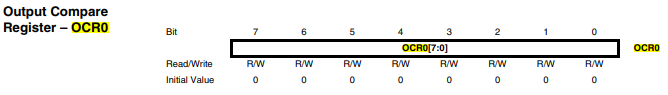 Output Compare
Register – OCR0
Bit 7 6 5 4 3 2 1 0
OCR0[7:0] OCR0
Read/Write R/W R/W R/W R/W R/W R/W R/W R/W
Initial Value 0 0 0 0 0 0 0 0